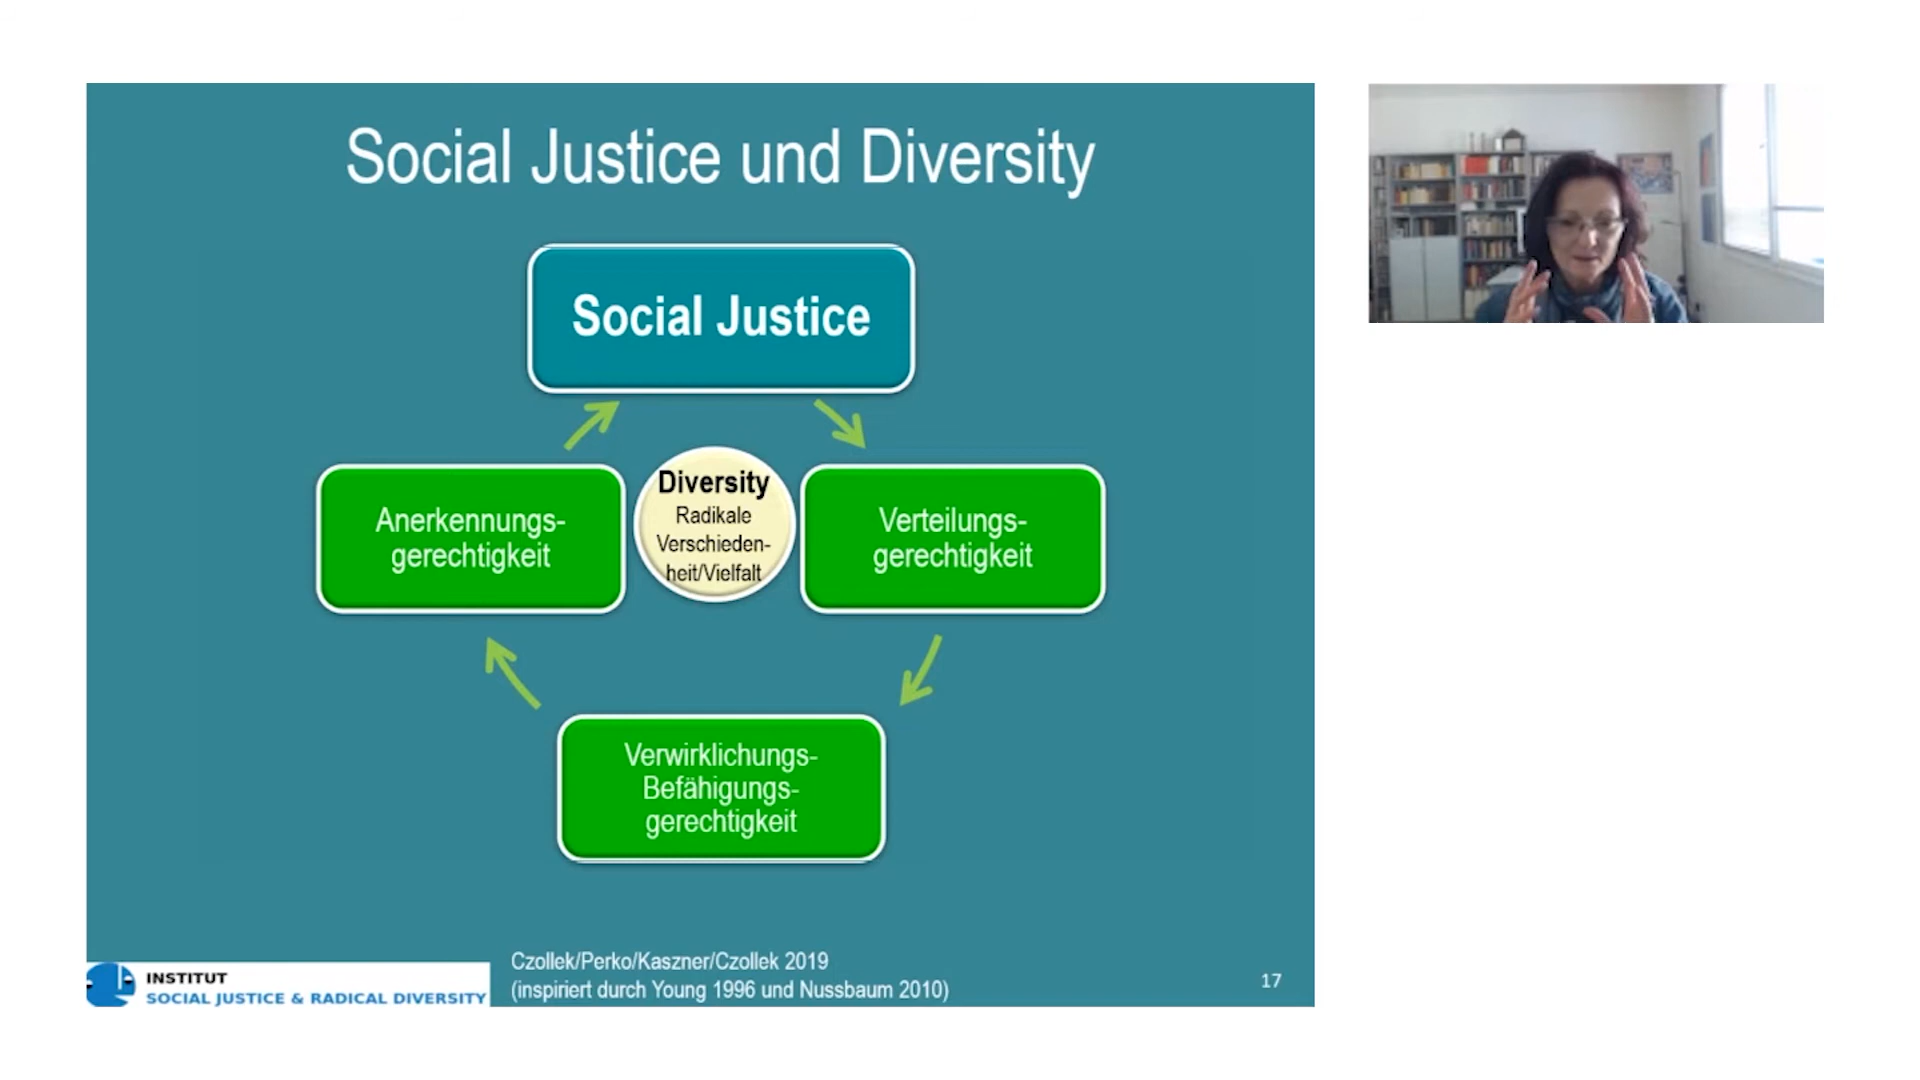 Social Justice und Diversity
Social Justice
Anerkennungs-
gerechtigkeit
Diversity
Radikale
Verschieden-
heit/Vielfalt
Verteilungs-
gerechtigkeit
Verwirklichungs-
Befähigungs-
gerechtigkeit
INSTITUT
SOCIAL JUSTICE & RADICAL DIVERSITY
Czollek/Perko/Kaszner/Czollek 2019
(inspiriert durch Young 1996 und Nussbaum 2010)
17